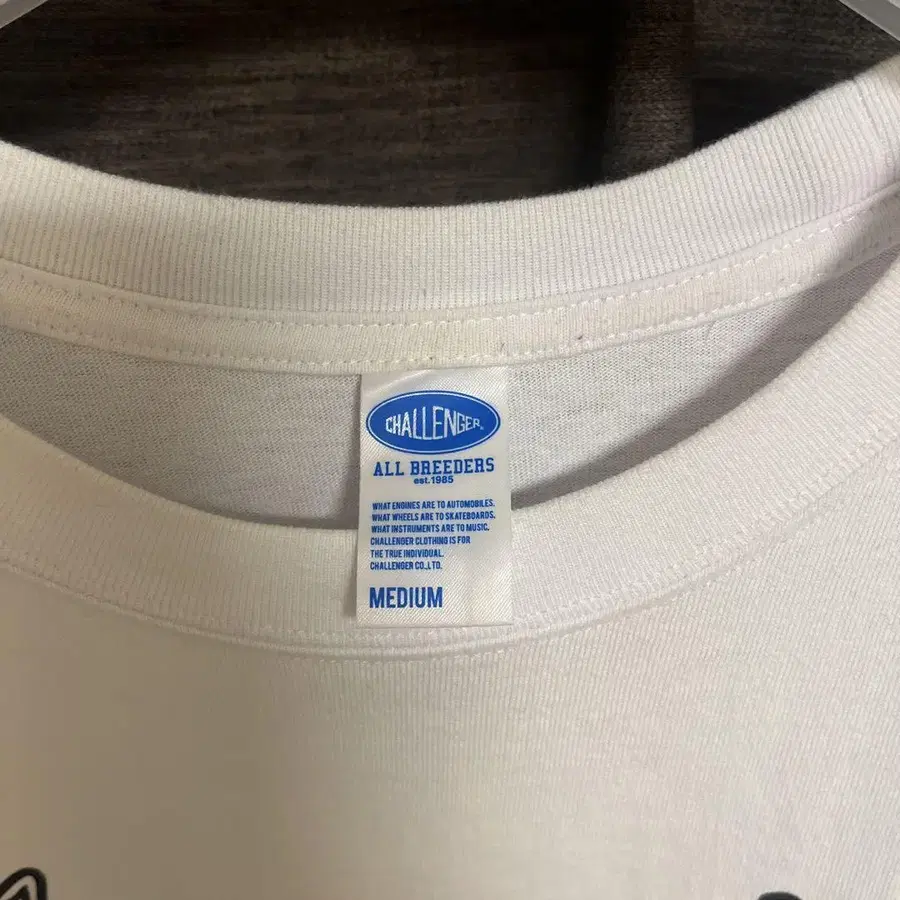 CHALLENGER
ALL BREEDERS
est.1985
WHAT ENGINES ARE TO AUTOMOBILES.
WHAT WHEELS ARE TO SKATEBOARDS.
WHAT INSTRUMENTS ARE TO MUSIC.
CHALLENGER CLOTHING IS FOR
THE TRUE INDIVIDUAL.
CHALLENGER CO.,LTD.
MEDIUM